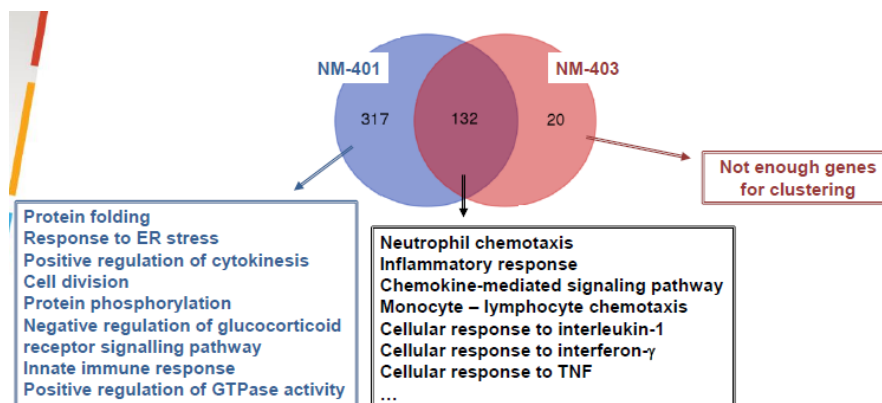 NM-401
NM-403
317
132
20
Not enough genes
for clustering
Protein folding
Response to ER stress
Positive regulation of cytokinesis
Cell division
Protein phosphorylation
Negative regulation of glucocorticoid
receptor signalling pathway
Innate immune response
Positive regulation of GTPase activity
Neutrophil chemotaxis
Inflammatory response
Chemokine-mediated signaling pathway
Monocyte – lymphocyte chemotaxis
Cellular response to interleukin-1
Cellular response to interferon-γ
Cellular response to TNF
…